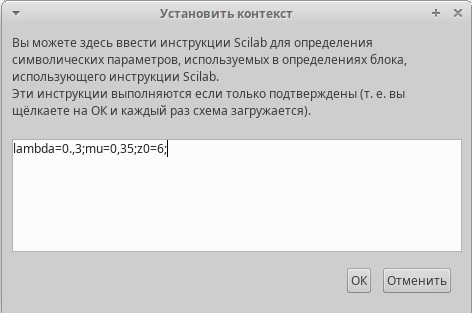 Установить контекст
Вы можете здесь ввести инструкции Scilab для определения
символических параметров, используемых в определениях блока,
использующего инструкции Scilab.
Эти инструкции выполняются если только подтверждены (т. е. вы
щёлкаете на ОК и каждый раз схема загружается).
lambda=0.,3;mu=0,35;z0=6;
ОК Отменить